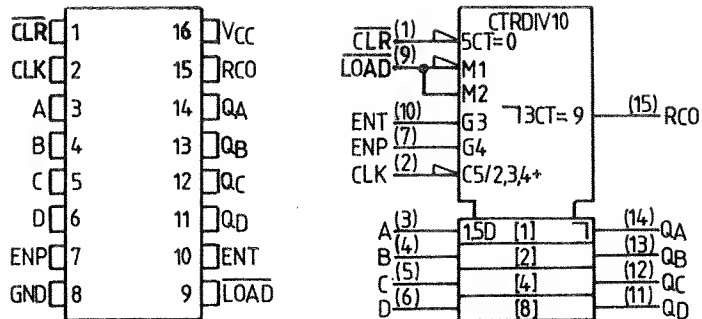 CLR 1 16 VCC
CLK 2 15 RCO
A 3 14 QA
B 4 13 QB
C 5 12 QC
D 6 11 QD
ENP 7 10 ENT
GND 8 9 LOAD
CTRDIV10
CLR (1) 5CT=0
LOAD (9) M1
M2
ENT (10) G3 3CT=9 (15) RCO
ENP (7) G4
CLK (2) C5/2,3,4+
A (3) 1,5D [1] (14) QA
B (4) [2] (13) QB
C (5) [4] (12) QC
D (6) [8] (11) QD